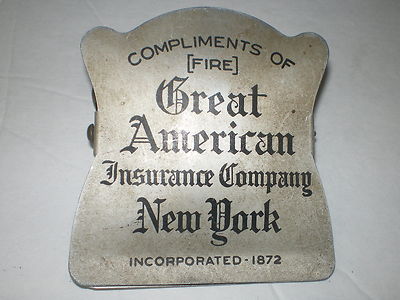 COMPLIMENTS OF
[FIRE]
Great
American
Insurance Company
New York
INCORPORATED - 1872